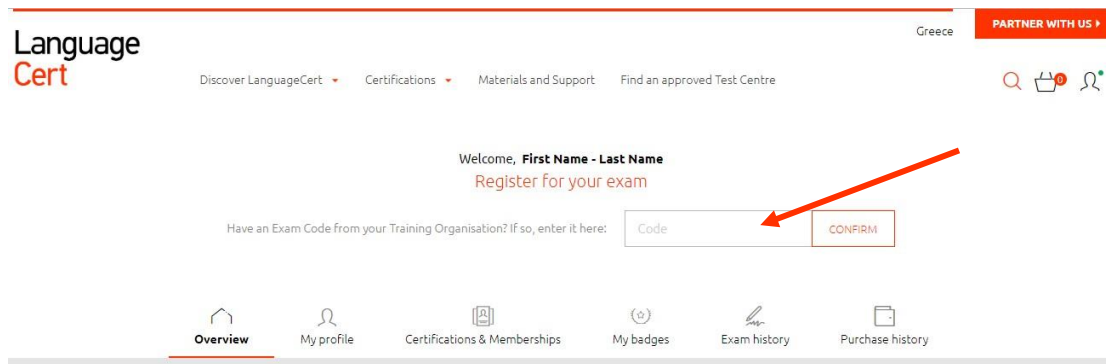 Greece
PARTNER WITH US
Language
Cert
Discover LanguageCert
Certifications
Materials and Support
Find an approved Test Centre
0
Welcome, First Name - Last Name
Register for your exam
Have an Exam Code from your Training Organisation? If so, enter it here:
Code
CONFIRM
Overview
My profile
Certifications & Memberships
My badges
Exam history
Purchase history